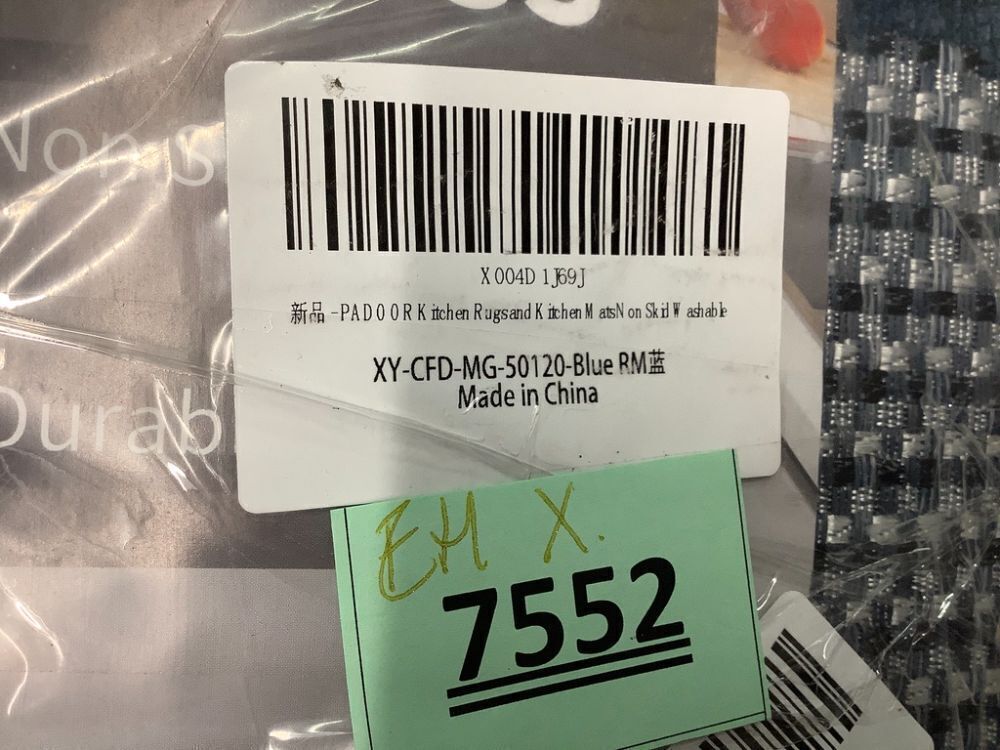 Non S
Durab
X004D1J69J
新品 -PADOOR Kitchen Rugs and Kitchen Mats Non Skid Washable
XY-CFD-MG-50120-Blue RM蓝
Made in China
EH X.
7552